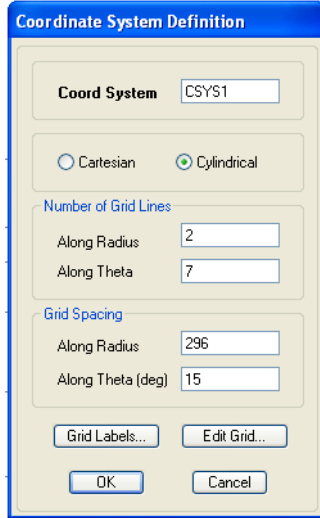 Coordinate System Definition
Coord System CSYS1
Cartesian Cylindrical
Number of Grid Lines
Along Radius 2
Along Theta 7
Grid Spacing
Along Radius 296
Along Theta (deg) 15
Grid Labels... Edit Grid...
OK Cancel